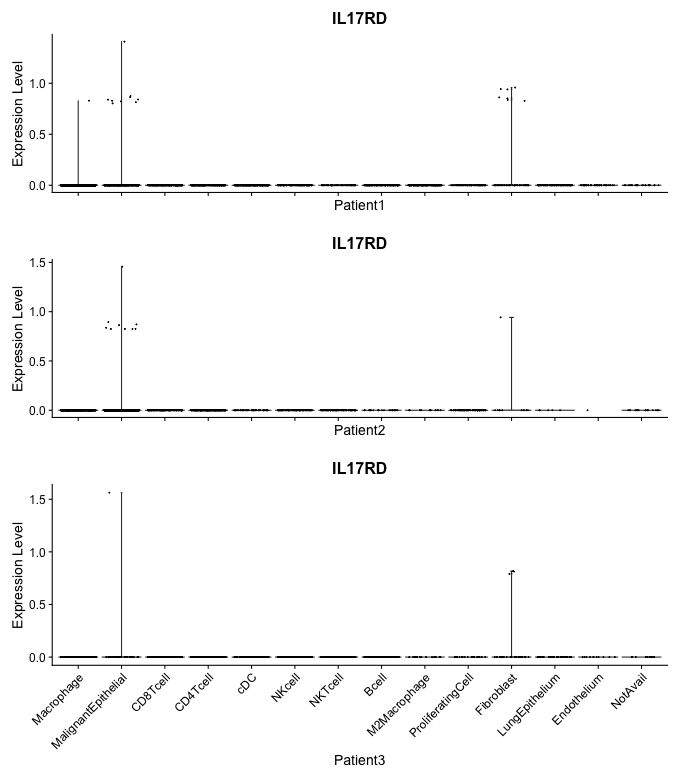 IL17RD
Expression Level
1.0
0.5
0.0
Patient1
IL17RD
Expression Level
1.5
1.0
0.5
0.0
Patient2
IL17RD
Expression Level
1.5
1.0
0.5
0.0
Macrophage
MalignantEpithelial
CD8Tcell
CD4Tcell
cDC
NKcell
NKTcell
Bcell
M2Macrophage
ProliferatingCell
Fibroblast
LungEpithelium
Endothelium
NotAvail
Patient3